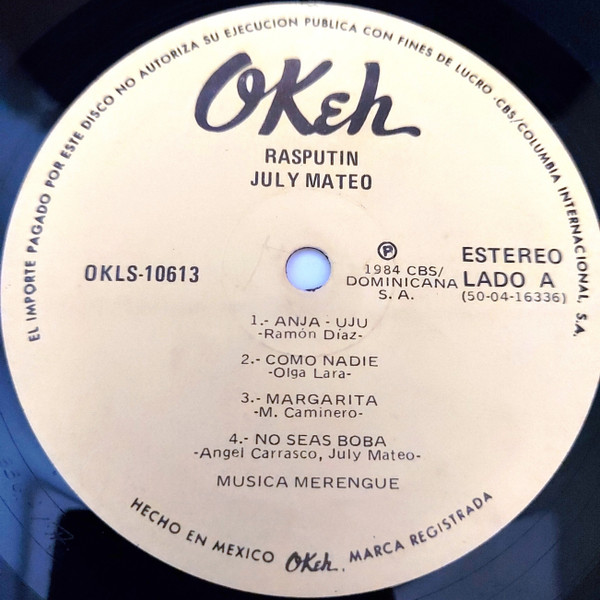 EL IMPORTE PAGADO POR ESTE DISCO NO AUTORIZA SU EJECUCION PUBLICA CON FINES DE LUCRO - CBS/COLUMBIA INTERNACIONAL, S.A.
OKeh
RASPUTIN
JULY MATEO
OKLS-10613
Ⓟ
1984 CBS/
DOMINICANA
S. A.
ESTEREO
LADO A
(50-04-16336)
1.- ANJA - UJU
-Ramón Díaz-
2.- COMO NADIE
-Olga Lara-
3.- MARGARITA
-M. Caminero-
4.- NO SEAS BOBA
-Angel Carrasco, July Mateo-
MUSICA MERENGUE
HECHO EN MEXICO OKeh. MARCA REGISTRADA